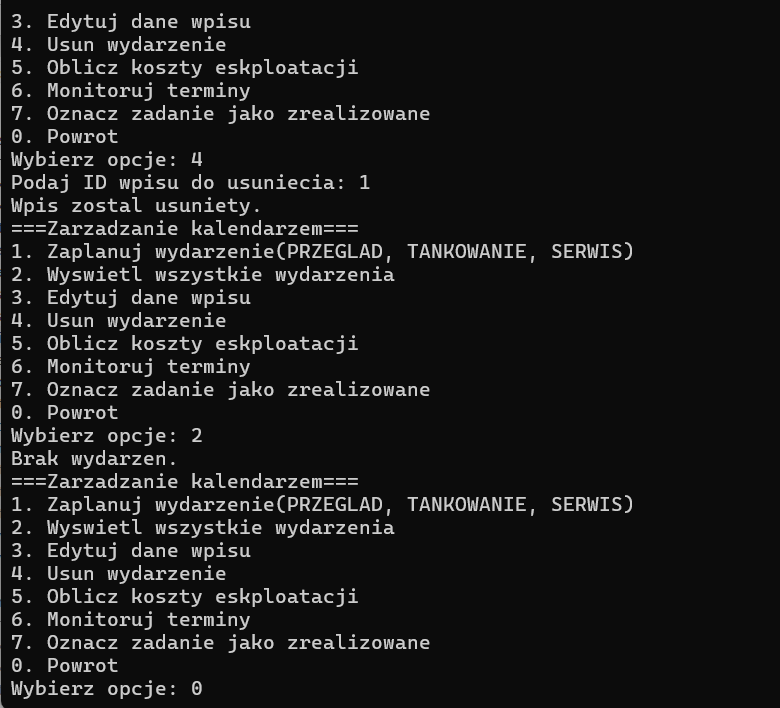 3. Edytuj dane wpisu
4. Usun wydarzenie
5. Oblicz koszty eskploatacji
6. Monitoruj terminy
7. Oznacz zadanie jako zrealizowane
0. Powrot
Wybierz opcje: 4
Podaj ID wpisu do usuniecia: 1
Wpis zostal usuniety.
===Zarzadzanie kalendarzem===
1. Zaplanuj wydarzenie(PRZEGLAD, TANKOWANIE, SERWIS)
2. Wyswietl wszystkie wydarzenia
3. Edytuj dane wpisu
4. Usun wydarzenie
5. Oblicz koszty eskploatacji
6. Monitoruj terminy
7. Oznacz zadanie jako zrealizowane
0. Powrot
Wybierz opcje: 2
Brak wydarzen.
===Zarzadzanie kalendarzem===
1. Zaplanuj wydarzenie(PRZEGLAD, TANKOWANIE, SERWIS)
2. Wyswietl wszystkie wydarzenia
3. Edytuj dane wpisu
4. Usun wydarzenie
5. Oblicz koszty eskploatacji
6. Monitoruj terminy
7. Oznacz zadanie jako zrealizowane
0. Powrot
Wybierz opcje: 0